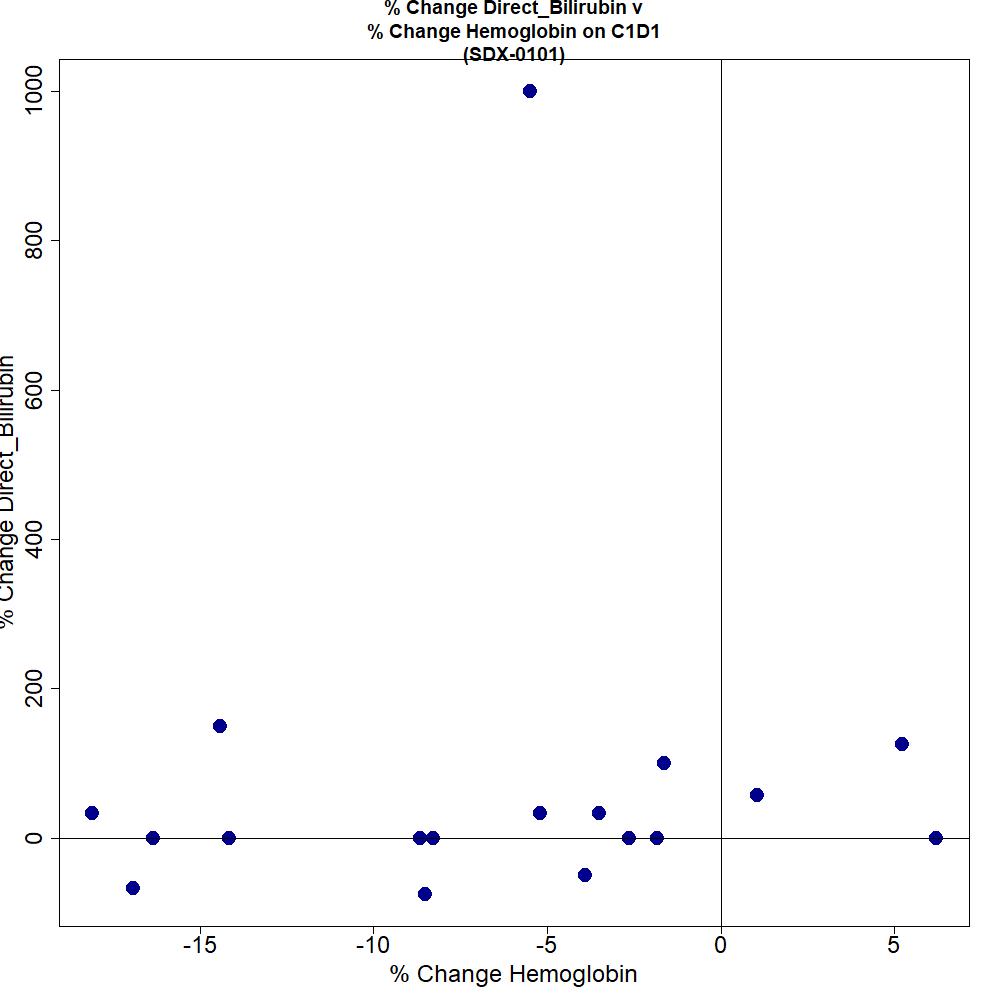 % Change Direct_Bilirubin v
% Change Hemoglobin on C1D1
(SDX-0101)
% Change Direct_Bilirubin
1000
800
600
400
200
0
-15
-10
-5
0
5
% Change Hemoglobin